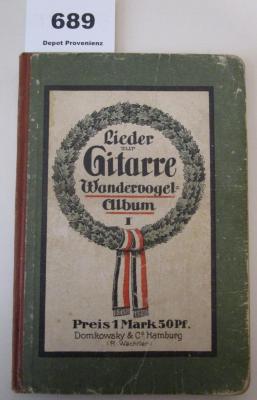 689
Depot Provenienz
Lieder
zur
Gitarre
Wandervogel=
Album
I
Preis 1 Mark 50 Pf.
Domkowsky & Co. Hamburg
(R. Wächtler)